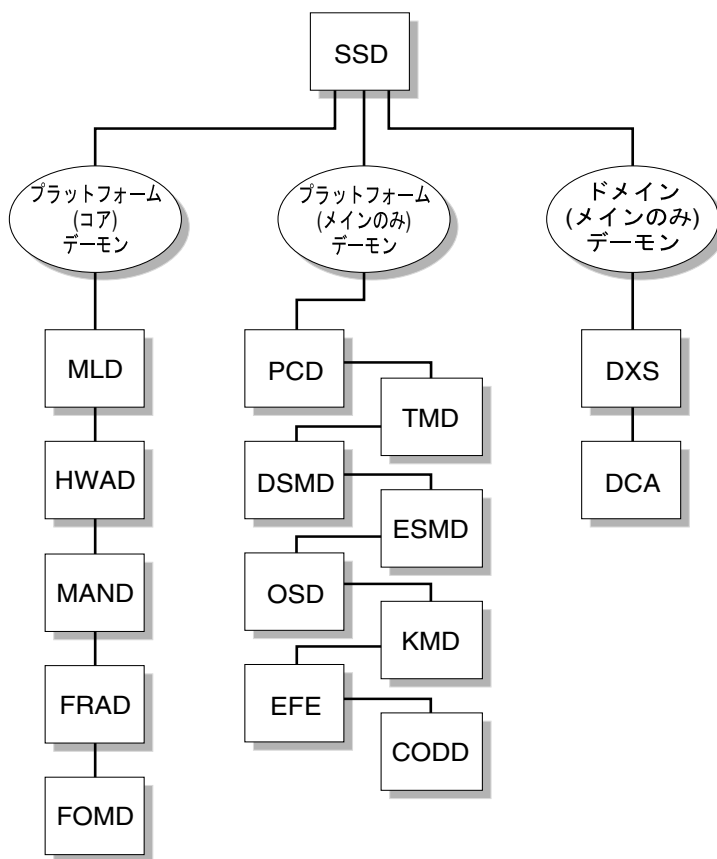 SSD
プラットフォーム
(コア)
デーモン
プラットフォーム
(メインのみ)
デーモン
ドメイン
(メインのみ)
デーモン
MLD
HWAD
MAND
FRAD
FOMD
PCD
TMD
DSMD
ESMD
OSD
KMD
EFE
CODD
DXS
DCA